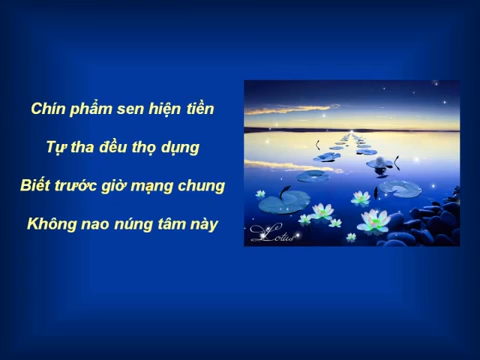 Chín phẩm sen hiện tiền
Tự tha đều thọ dụng
Biết trước giờ mạng chung
Không nao núng tâm này
Lotus